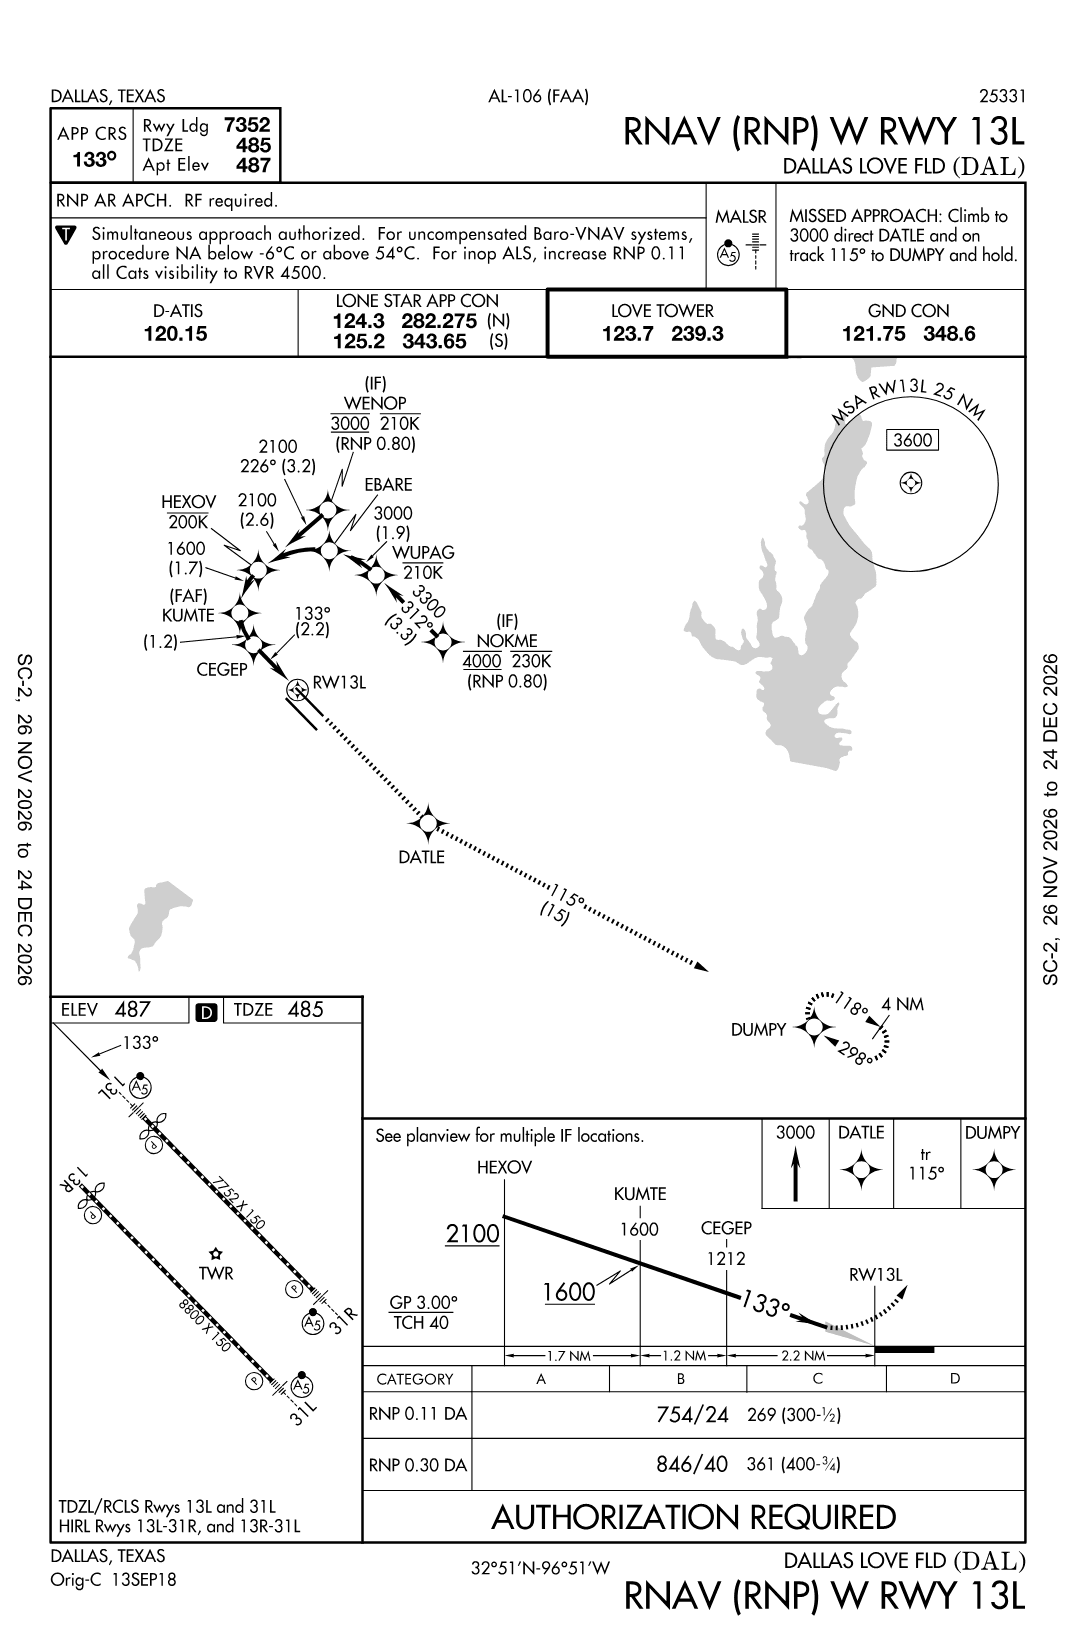 DALLAS, TEXAS
AL-106 (FAA)
25331
RNAV (RNP) W RWY 13L
DALLAS LOVE FLD (DAL)
APP CRS
133°
Rwy Ldg 7352
TDZE 485
Apt Elev 487
RNP AR APCH. RF required.
T
Simultaneous approach authorized. For uncompensated Baro-VNAV systems,
procedure NA below -6°C or above 54°C. For inop ALS, increase RNP 0.11
all Cats visibility to RVR 4500.
MALSR
A5
MISSED APPROACH: Climb to
3000 direct DATLE and on
track 115° to DUMPY and hold.
D-ATIS
120.15
LONE STAR APP CON
124.3 282.275 (N)
125.2 343.65 (S)
LOVE TOWER
123.7 239.3
GND CON
121.75 348.6
MSA RW13L 25 NM
3600
(IF)
WENOP
3000 210K
(RNP 0.80)
2100
226° (3.2)
EBARE
HEXOV
200K
2100
(2.6)
3000
(1.9)
WUPAG
210K
1600
(1.7)
(FAF)
KUMTE
3300
312°
(3.3)
133°
(2.2)
(IF)
NOKME
4000 230K
(RNP 0.80)
(1.2)
CEGEP
RW13L
DATLE
115°
(15)
DUMPY
118°
4 NM
298°
SC-2, 26 NOV 2026 to 24 DEC 2026
SC-2, 26 NOV 2026 to 24 DEC 2026
ELEV 487
D
TDZE 485
133°
13L
A5
P
7752 X 150
13R
P
TWR
8800 X 150
P
31R
A5
P
A5
31L
TDZL/RCLS Rwys 13L and 31L
HIRL Rwys 13L-31R, and 13R-31L
See planview for multiple IF locations.
3000
DATLE
tr
115°
DUMPY
HEXOV
KUMTE
1600
CEGEP
1212
RW13L
2100
1600
133°
GP 3.00°
TCH 40
1.7 NM
1.2 NM
2.2 NM
CATEGORY A B C D
RNP 0.11 DA 754/24 269 (300-½)
RNP 0.30 DA 846/40 361 (400-¾)
AUTHORIZATION REQUIRED
DALLAS, TEXAS
Orig-C 13SEP18
32°51'N-96°51'W
DALLAS LOVE FLD (DAL)
RNAV (RNP) W RWY 13L